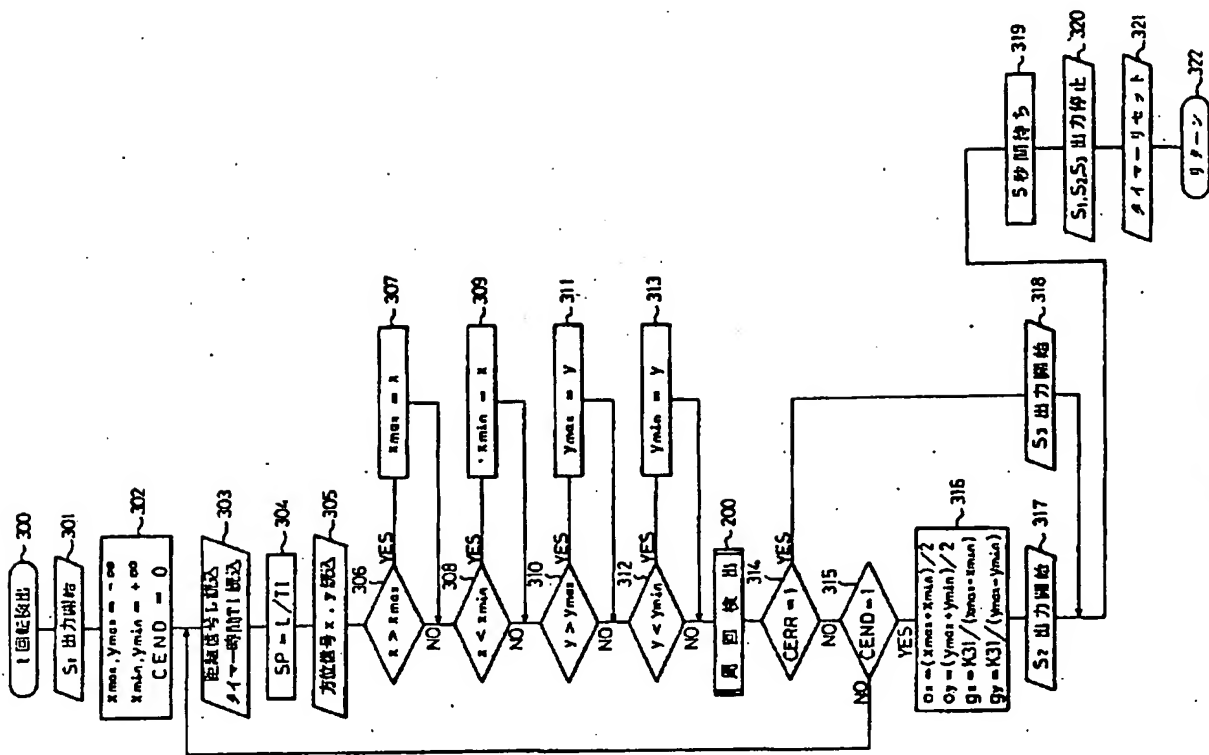 1回転検出
300
S1 出力開始
301
xmax, ymax = -∞
xmin, ymin = +∞
CEND = 0
302
距離信号L読込
タイマー時間T1読込
303
SP = L/T1
304
方位信号x,y読込
305
x > xmax
306
YES
NO
xmax = x
307
x < xmin
308
YES
NO
xmin = x
309
y > ymax
310
YES
NO
ymax = y
311
y < ymin
312
YES
NO
ymin = y
313
周回検出
200
CERR = 1
314
YES
NO
CEND = 1
315
NO
YES
ox = (xmax + xmin)/2
oy = (ymax + ymin)/2
gx = K31/(xmax - xmin)
gy = K31/(ymax - ymin)
316
S2 出力開始
317
S3 出力開始
318
5秒間待ち
319
S1,S2,S3 出力停止
320
タイマーリセット
321
リターン
322